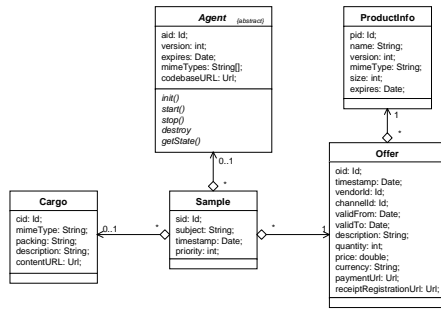 Agent (abstract)
aid: Id;
version: int;
expires: Date;
mimeTypes: String[];
codebaseURL: Url;
init()
start()
stop()
destroy
getState()
ProductInfo
pid: Id;
name: String;
version: int;
mimeType: String;
size: int;
expires: Date;
1
*
0..1
*
Offer
oid: Id;
timestamp: Date;
vendorId: Id;
channelId: Id;
validFrom: Date;
validTo: Date;
description: String;
quantity: int;
price: double;
currency: String;
paymentUrl: Url;
receiptRegistrationUrl: Url;
Cargo
cid: Id;
mimeType: String;
packing: String;
description: String;
contentURL: Url;
0..1
*
Sample
sid: Id;
subject: String;
timestamp: Date;
priority: int;
*
1